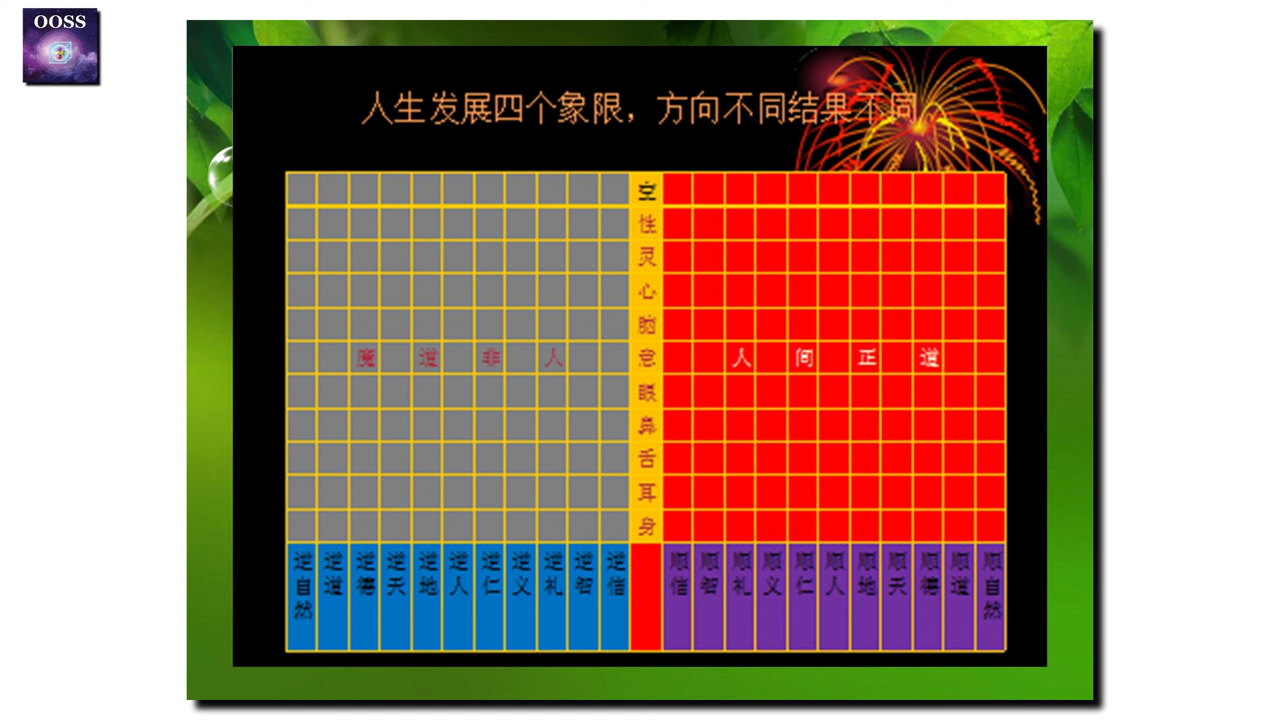 OOSS
人生发展四个象限，方向不同结果不同
空
性
灵
心
脑
魔 道 非 人 意 人 间 正 道
眼
鼻
舌
耳
身
逆自然 逆道 逆德 逆天 逆地 逆人 逆仁 逆义 逆礼 逆智 逆信 顺信 顺智 顺礼 顺义 顺仁 顺人 顺地 顺天 顺德 顺道 顺自然